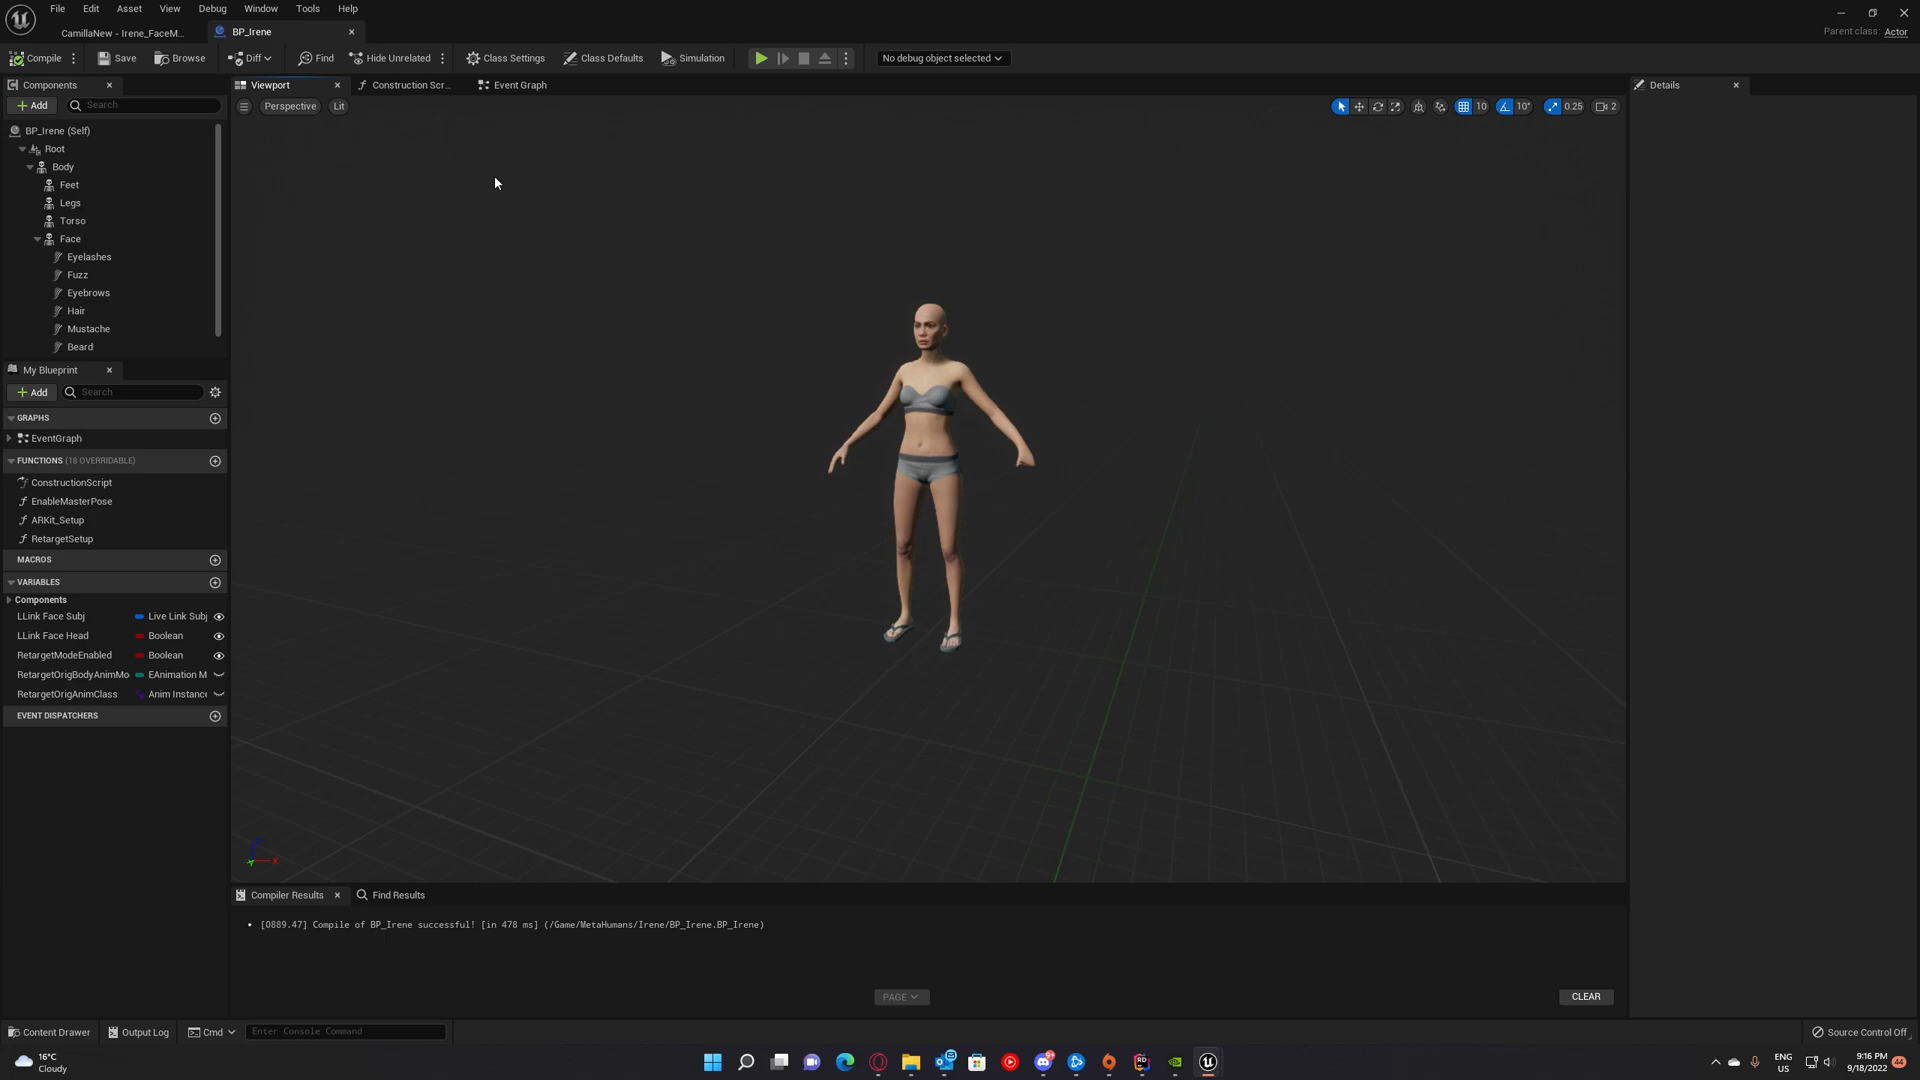 File Edit Asset View Debug Window Tools Help
CamillaNew - Irene_FaceM...
BP_Irene
Parent class: Actor
Compile Save Browse Diff Find Hide Unrelated Class Settings Class Defaults Simulation No debug object selected
Components
Add Search
BP_Irene (Self)
Root
Body
Feet
Legs
Torso
Face
Eyelashes
Fuzz
Eyebrows
Hair
Mustache
Beard
My Blueprint
Add Search
GRAPHS
EventGraph
FUNCTIONS (18 OVERRIDABLE)
ConstructionScript
EnableMasterPose
ARKit_Setup
RetargetSetup
MACROS
VARIABLES
Components
LLink Face Subj Live Link Subj
LLink Face Head Boolean
RetargetModeEnabled Boolean
RetargetOrigBodyAnimMo EAnimation M
RetargetOrigAnimClass Anim Instance
EVENT DISPATCHERS
Viewport Construction Scr... Event Graph
Perspective Lit
10 10° 0.25 2
X
Details
Compiler Results Find Results
• [0889.47] Compile of BP_Irene successful! [in 478 ms] (/Game/MetaHumans/Irene/BP_Irene.BP_Irene)
PAGE
CLEAR
Content Drawer Output Log Cmd Enter Console Command
Source Control Off
16°C
Cloudy
ENG
US
9:16 PM
9/18/2022
44